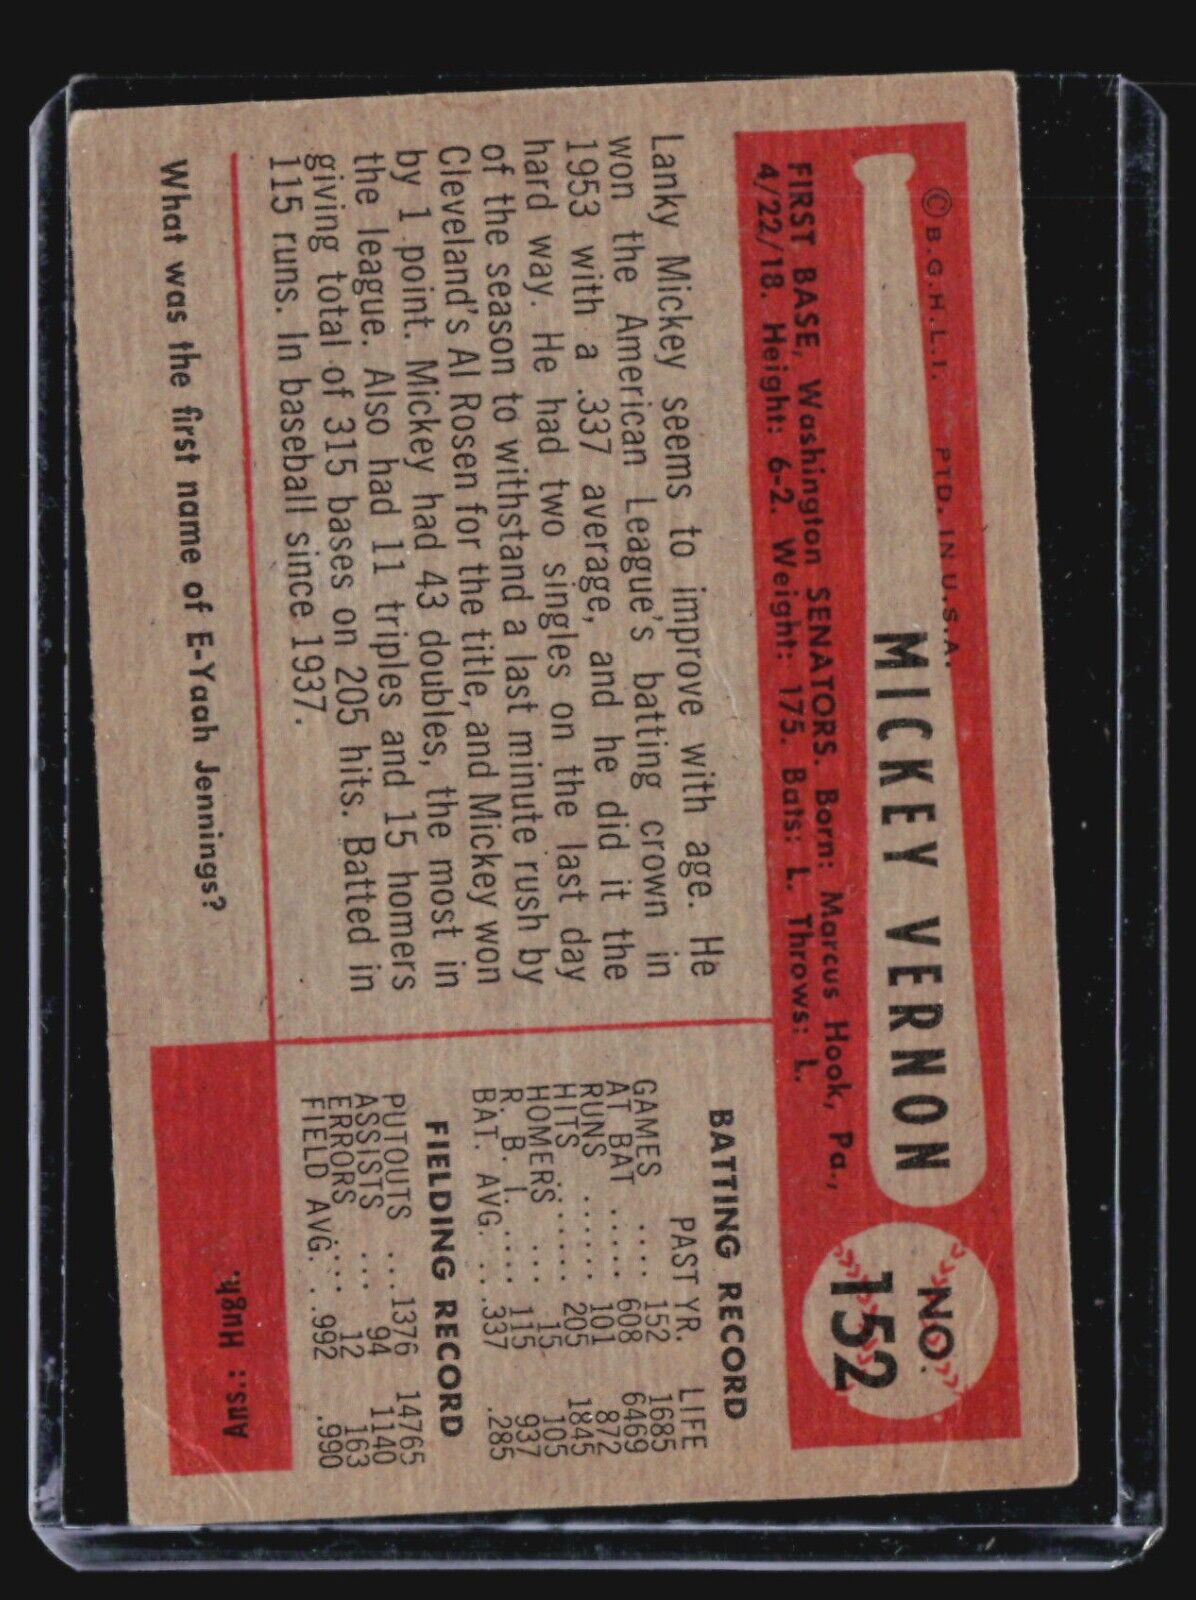 © B.G.H.L.I. PTD. IN U.S.A.
MICKEY VERNON
NO.
152
FIRST BASE, Washington SENATORS. Born: Marcus Hook, Pa.,
4/22/18. Height: 6-2. Weight: 175. Bats: L. Throws: L.
Lanky Mickey seems to improve with age. He
won the American League's batting crown in
1953 with a .337 average, and he did it the
hard way. He had two singles on the last day
of the season to withstand a last minute rush by
Cleveland's Al Rosen for the title, and Mickey won
by 1 point. Mickey had 43 doubles, the most in
the league. Also had 11 triples and 15 homers
giving total of 315 bases on 205 hits. Batted in
115 runs. In baseball since 1937.
BATTING RECORD
PAST YR. LIFE
GAMES .... 152 1685
AT BAT ..... 608 6469
RUNS ...... 101 872
HITS ...... 205 1845
HOMERS ... 15 105
R. B. I. .... 115 937
BAT. AVG. .. .337 .285
FIELDING RECORD
PUTOUTS ...1376 14765
ASSISTS ... 94 1140
ERRORS .... 12 163
FIELD AVG. . .992 .990
What was the first name of E-Yaah Jennings?
Ans.: Hugh.